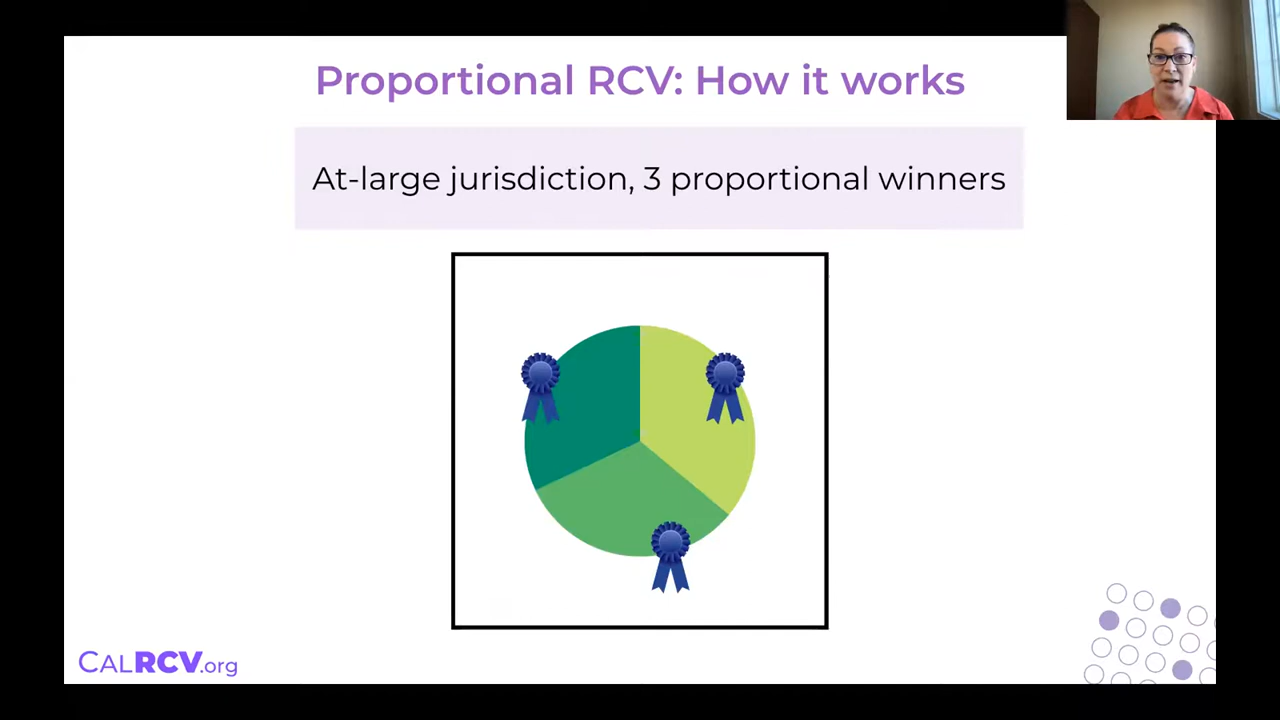 Proportional RCV: How it works
At-large jurisdiction, 3 proportional winners
CALRCV.org